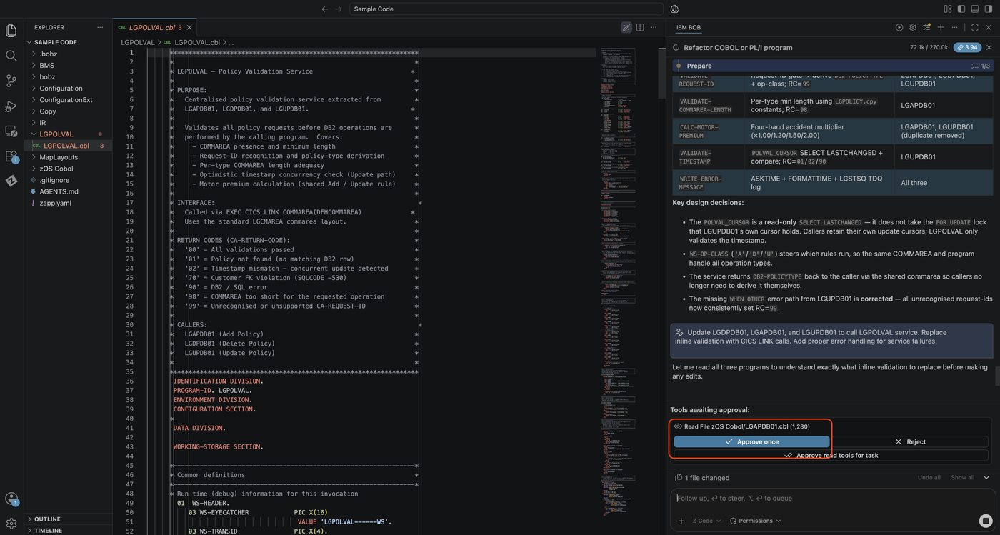 Sample Code
EXPLORER
SAMPLE CODE
.bobz
BMS
bobz
Configuration
ConfigurationExt
Copy
IR
LGPOLVAL
CBL LGPOLVAL.cbl 3
MapLayouts
zOS Cobol
.gitignore
AGENTS.md
! zapp.yaml
OUTLINE
TIMELINE
1
1
CBL LGPOLVAL.cbl 3
LGPOLVAL > CBL LGPOLVAL.cbl > ...
1 ****************************************************************
2 * *
3 * LGPOLVAL – Policy Validation Service *
4 * *
5 * PURPOSE: *
6 * Centralised policy validation service extracted from *
7 * LGAPDB01, LGDPDB01, and LGUPDB01. *
8 * *
9 * Validates all policy requests before DB2 operations are *
10 * performed by the calling program. Covers: *
11 * - COMMAREA presence and minimum length *
12 * - Request-ID recognition and policy-type derivation *
13 * - Per-type COMMAREA length adequacy *
14 * - Optimistic timestamp concurrency check (Update path) *
15 * - Motor premium calculation (shared Add / Update rule) *
16 * *
17 * INTERFACE: *
18 * Called via EXEC CICS LINK COMMAREA(DFHCOMMAREA) *
19 * Uses the standard LGCMAREA commarea layout. *
20 * *
21 * RETURN CODES (CA-RETURN-CODE): *
22 * '00' = All validations passed *
23 * '01' = Policy not found (no matching DB2 row) *
24 * '02' = Timestamp mismatch – concurrent update detected *
25 * '70' = Customer FK violation (SQLCODE -530) *
26 * '90' = DB2 / SQL error *
27 * '98' = COMMAREA too short for the requested operation *
28 * '99' = Unrecognised or unsupported CA-REQUEST-ID *
29 * *
30 * CALLERS: *
31 * LGAPDB01 (Add Policy) *
32 * LGDPDB01 (Delete Policy) *
33 * LGUPDB01 (Update Policy) *
34 * *
35 ****************************************************************
36 IDENTIFICATION DIVISION.
37 PROGRAM-ID. LGPOLVAL.
38 ENVIRONMENT DIVISION.
39 CONFIGURATION SECTION.
40 *
41 DATA DIVISION.
42 *
43 WORKING-STORAGE SECTION.
44 *
45 *--------------------------------------------------------------*
46 * Common definitions *
47 *--------------------------------------------------------------*
48 * Run time (debug) information for this invocation
49 01 WS-HEADER.
50 03 WS-EYECATCHER PIC X(16)
51 VALUE 'LGPOLVAL------WS'.
52 03 WS-TRANSID PIC X(4).
IBM BOB
Refactor COBOL or PL/I program 72.1k / 270.0k 3.94
Prepare 1/3
REQUEST-ID + op-class; RC=99 LGUPDB01
VALIDATE-COMMAREA-LENGTH Per-type min length using LGPOLICY.cpy LGAPDB01
constants; RC=98
CALC-MOTOR-PREMIUM Four-band accident multiplier LGAPDB01, LGUPDB01
(×1.00/1.20/1.50/2.00) (duplicate removed)
VALIDATE-TIMESTAMP POLVAL_CURSOR SELECT LASTCHANGED + LGUPDB01
compare; RC=01/02/90
WRITE-ERROR-MESSAGE ASKTIME + FORMATTIME + LGSTSQ TDQ All three
log
Key design decisions:
• The POLVAL_CURSOR is a read-only SELECT LASTCHANGED — it does not take the FOR UPDATE lock
that LGUPDB01's own cursor holds. Callers retain their own update cursors; LGPOLVAL only
validates the timestamp.
• WS-OP-CLASS ('A'/'D'/'U') steers which rules run, so the same COMMAREA and program
handle all operation types.
• The service returns DB2-POLICYTYPE back to the caller via the shared commarea so callers no
longer need to derive it themselves.
• The missing WHEN OTHER error path from LGUPDB01 is corrected — all unrecognised request-ids
now consistently set RC=99.
Update LGDPDB01, LGAPDB01, and LGUPDB01 to call LGPOLVAL service. Replace
inline validation with CICS LINK calls. Add proper error handling for service failures.
Let me read all three programs to understand exactly what inline validation to replace before making
any edits.
Tools awaiting approval:
Read File zOS Cobol/LGAPDB01.cbl (1,280)
Approve once Reject
Approve read tools for task
1 file changed Undo all Show all
Follow up, ⏎ to steer, ⌥ ⏎ to queue
Z Code Permissions